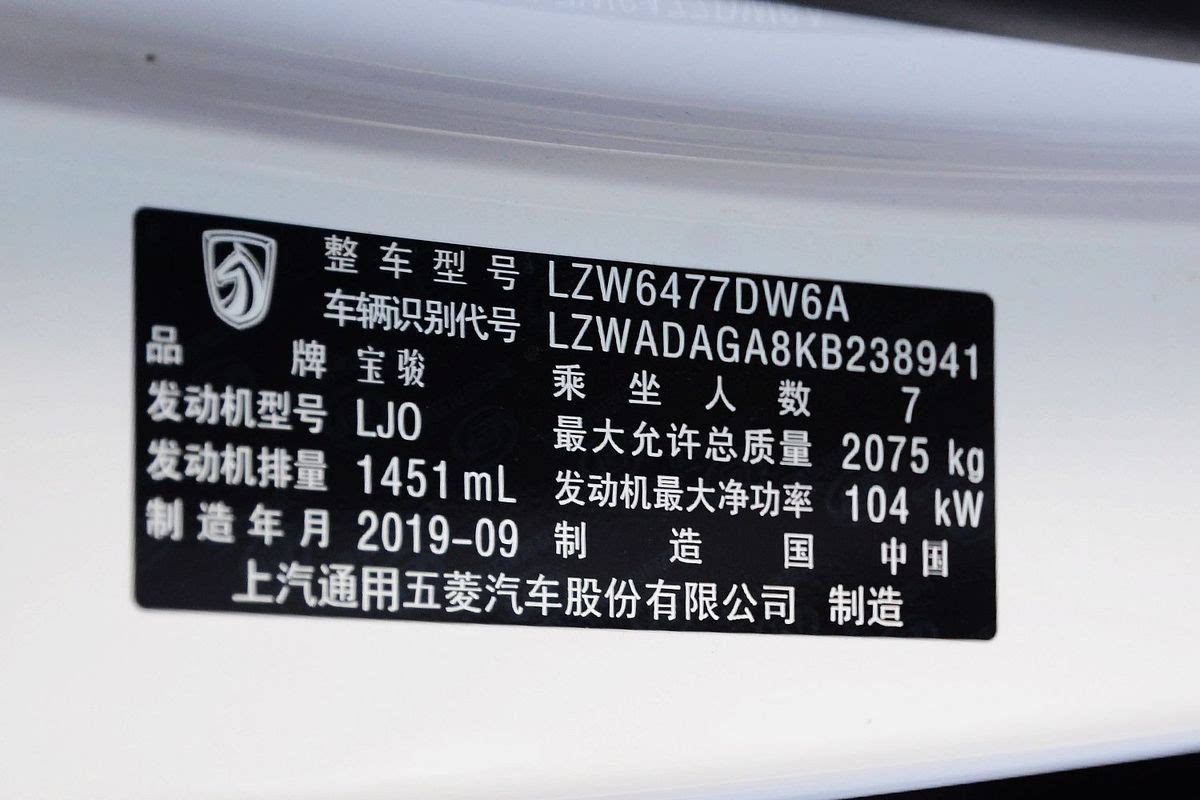 整车型号 LZW6477DW6A
车辆识别代号 LZWADAGA8KB238941
品牌 宝骏 乘坐人数 7
发动机型号 LJO 最大允许总质量 2075 kg
发动机排量 1451 mL 发动机最大净功率 104 kW
制造年月 2019-09 制造国 中国
上汽通用五菱汽车股份有限公司 制造